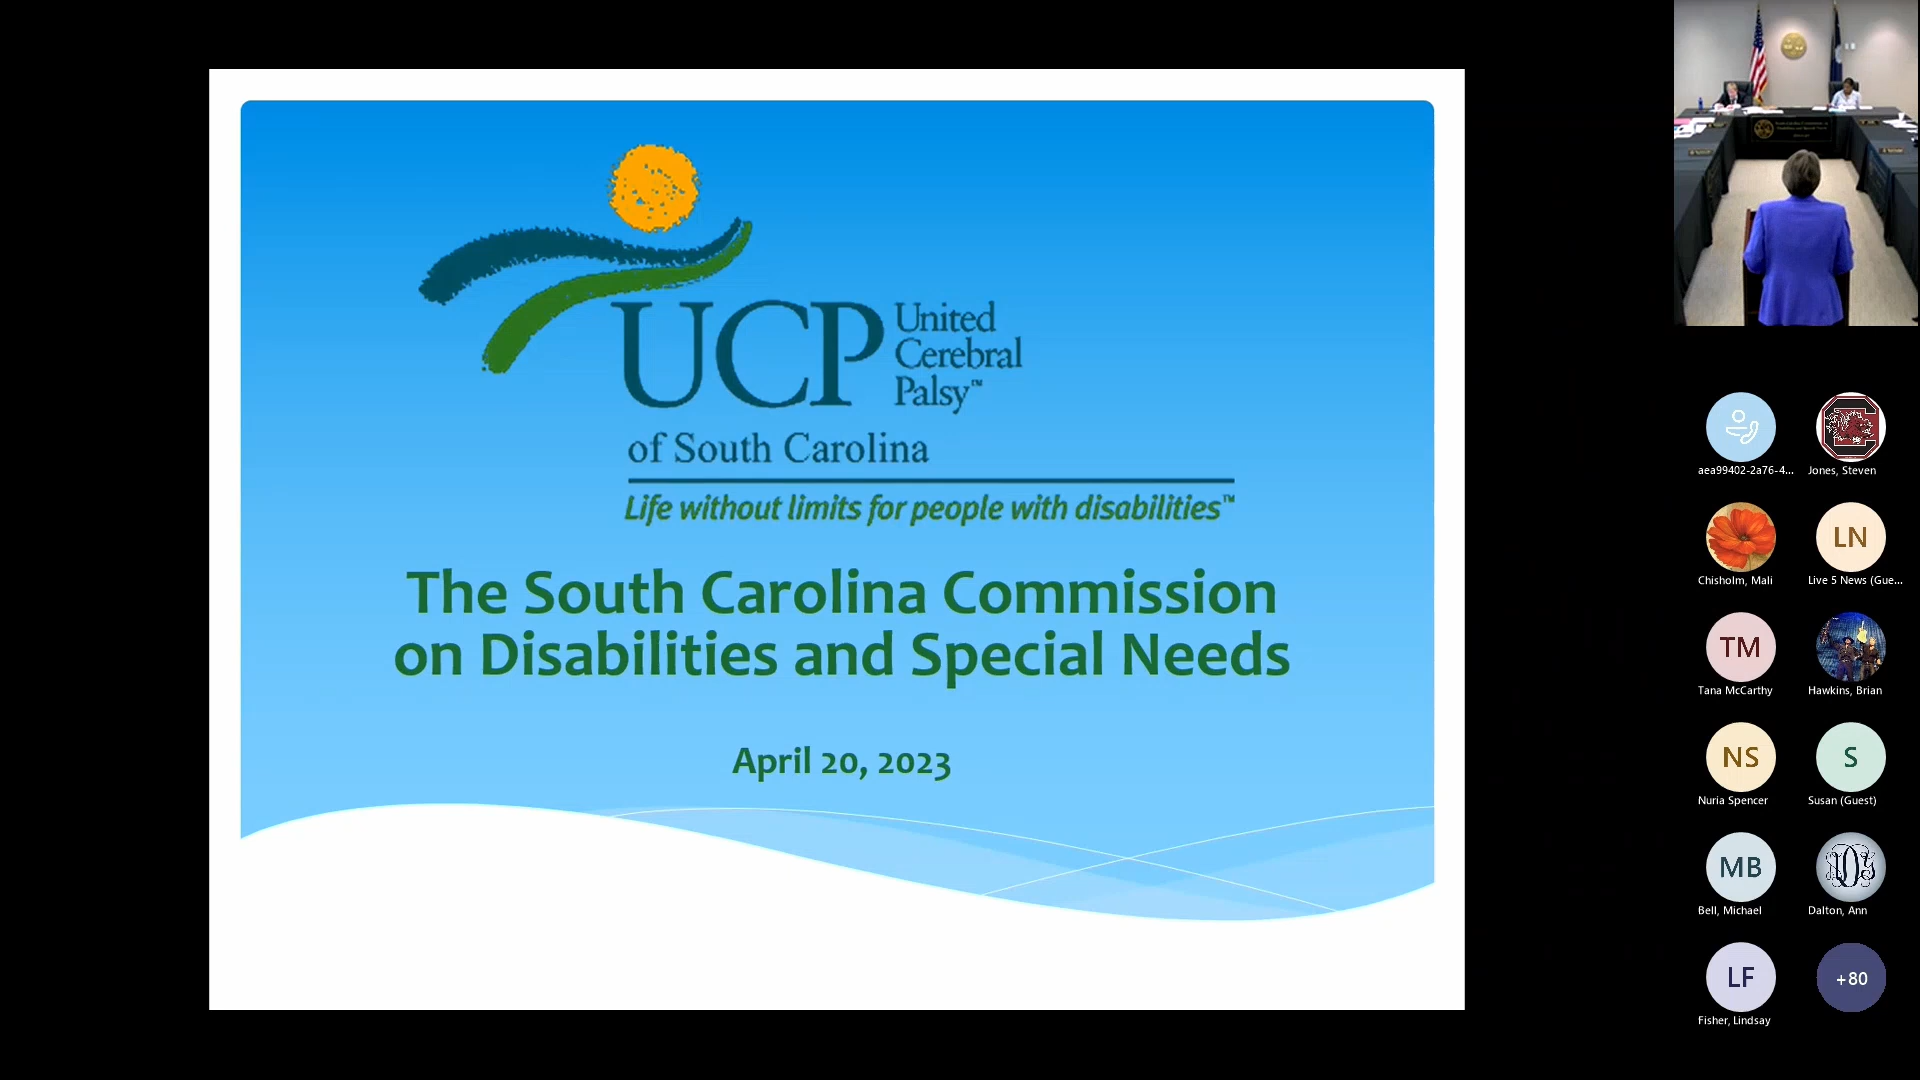 UCP
United
Cerebral
Palsy™
of South Carolina
Life without limits for people with disabilities™
The South Carolina Commission
on Disabilities and Special Needs
April 20, 2023
aea99402-2a76-4...
Jones, Steven
Chisholm, Mali
LN
Live 5 News (Gue...
TM
Tana McCarthy
Hawkins, Brian
NS
Nuria Spencer
S
Susan (Guest)
MB
Bell, Michael
Dalton, Ann
LF
Fisher, Lindsay
+80